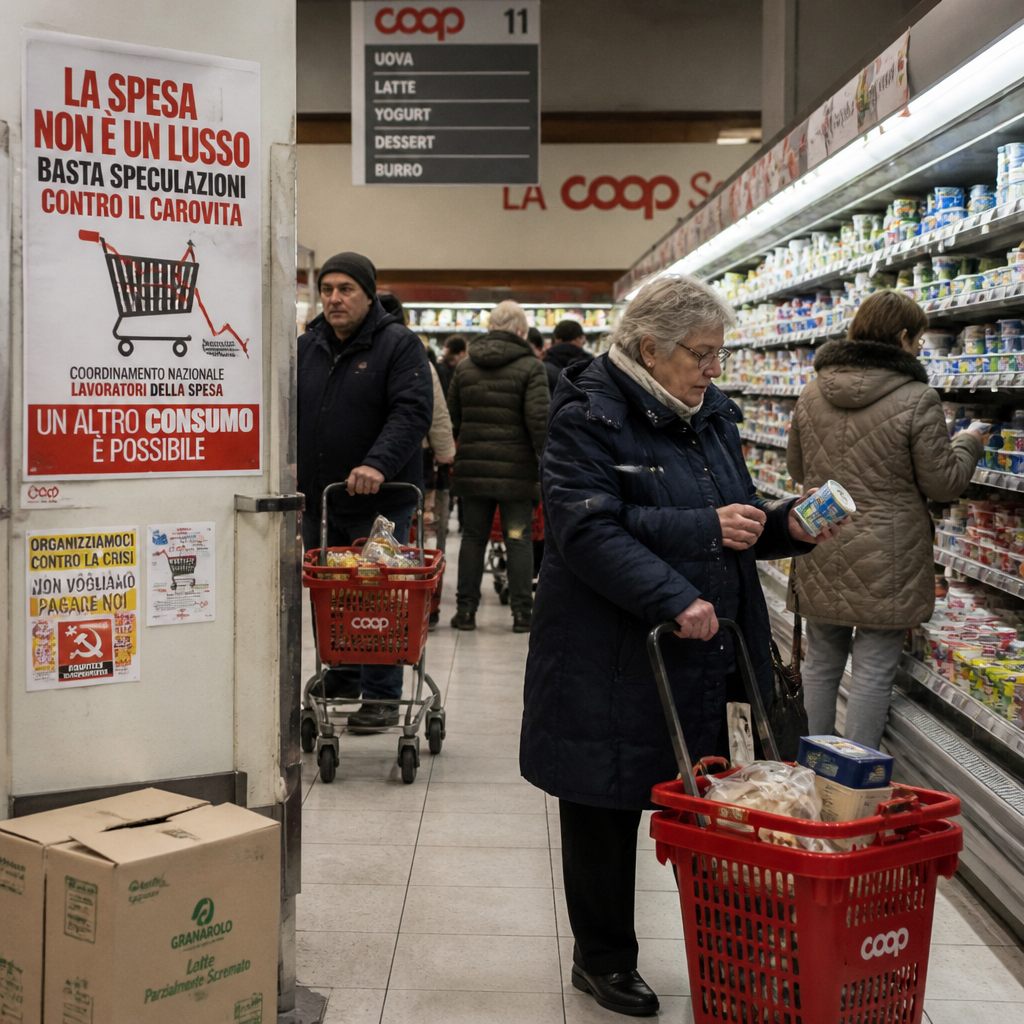 LA SPESA
NON È UN LUSSO
BASTA SPECULAZIONI
CONTRO IL CAROVITA
COORDINAMENTO NAZIONALE
LAVORATORI DELLA SPESA
UN ALTRO CONSUMO
È POSSIBILE
coop
ORGANIZZIAMOCI
CONTRO LA CRISI
NON VOGLIAMO
PAGARE NOI
coop 11
UOVA
LATTE
YOGURT
DESSERT
BURRO
LA coop
coop
coop
GRANAROLO
Latte
Parzialmente Scremato